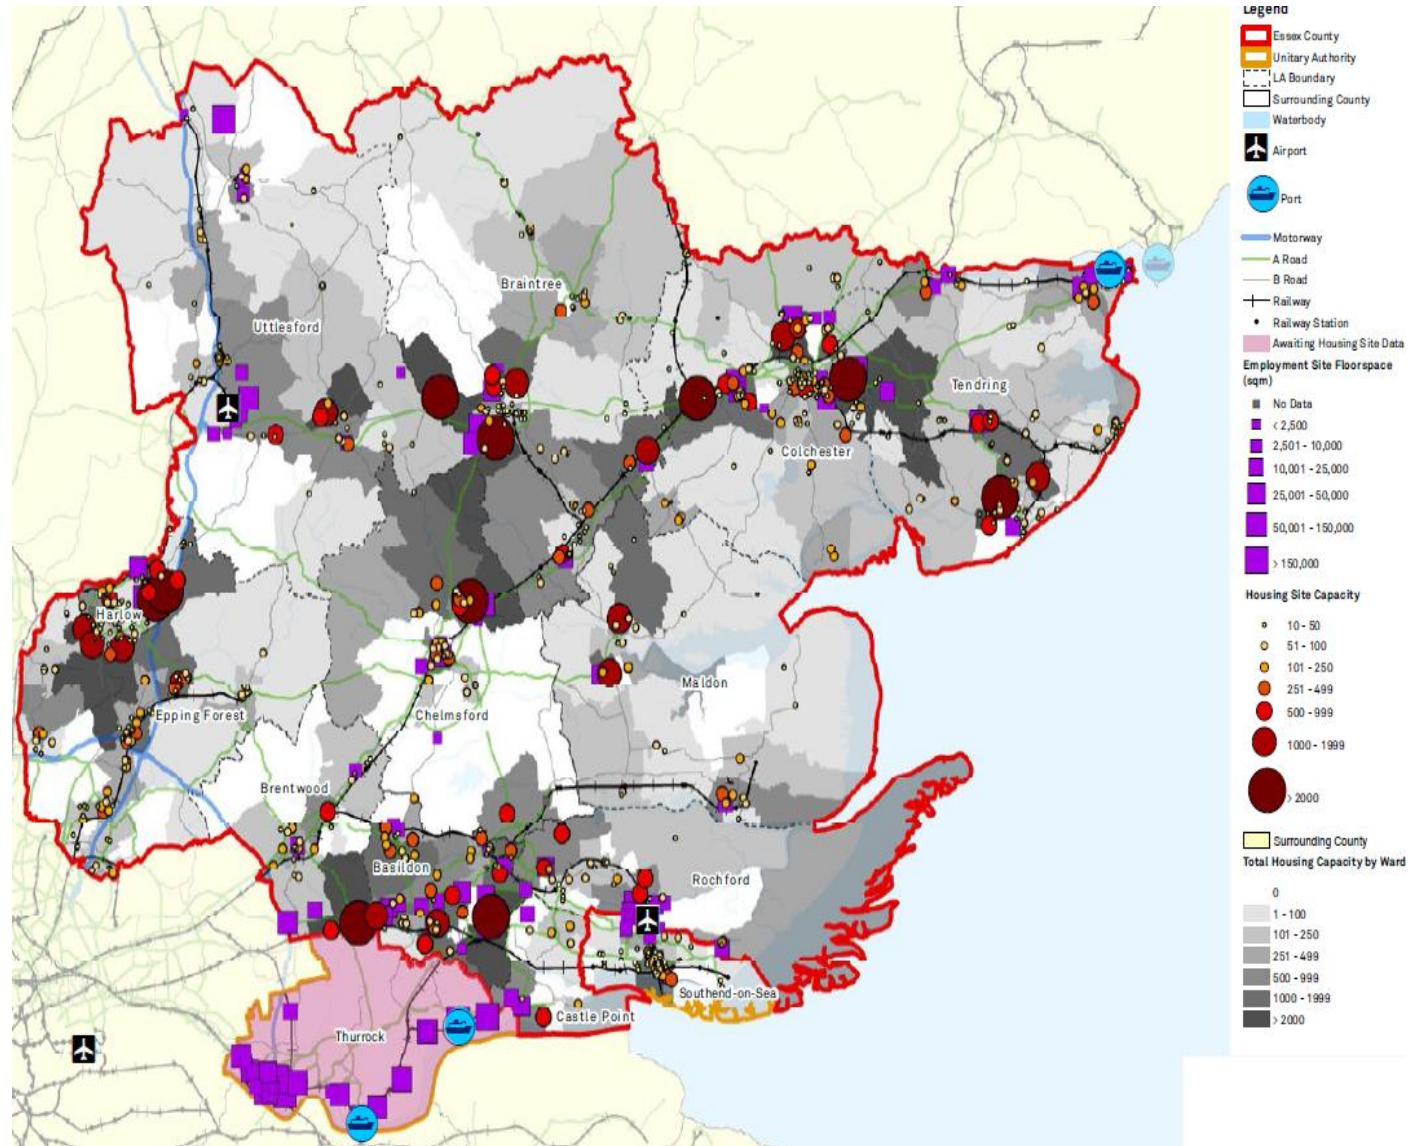 Legend
Essex County
Unitary Authority
LA Boundary
Surrounding County
Waterbody
Airport
Port
Motorway
A Road
B Road
Railway
Railway Station
Awaiting Housing Site Data
Employment Site Floorspace
(sqm)
No Data
< 2,500
2,501 - 10,000
10,001 - 25,000
25,001 - 50,000
50,001 - 150,000
> 150,000
Housing Site Capacity
10 - 50
51 - 100
101 - 250
251 - 499
500 - 999
1000 - 1999
> 2000
Surrounding County
Total Housing Capacity by Ward
0
1 - 100
101 - 250
251 - 499
500 - 999
1000 - 1999
> 2000
Braintree
Uttlesford
Tendring
Colchester
Harlow
Maldon
Epping Forest
Chelmsford
Brentwood
Basildon
Rochford
Southend-on-Sea
Castle Point
Thurrock